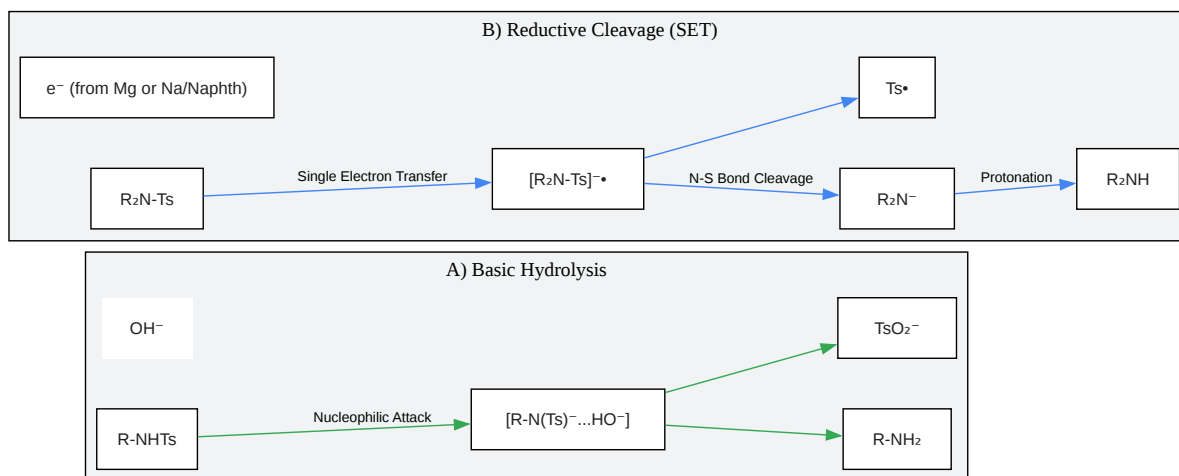 B) Reductive Cleavage (SET)
e⁻ (from Mg or Na/Naphth)
Ts•
R₂N-Ts
Single Electron Transfer
[R₂N-Ts]⁻•
N-S Bond Cleavage
R₂N⁻
Protonation
R₂NH
A) Basic Hydrolysis
OH⁻
TsO₂⁻
R-NHTs
Nucleophilic Attack
[R-N(Ts)⁻...HO⁻]
R-NH₂